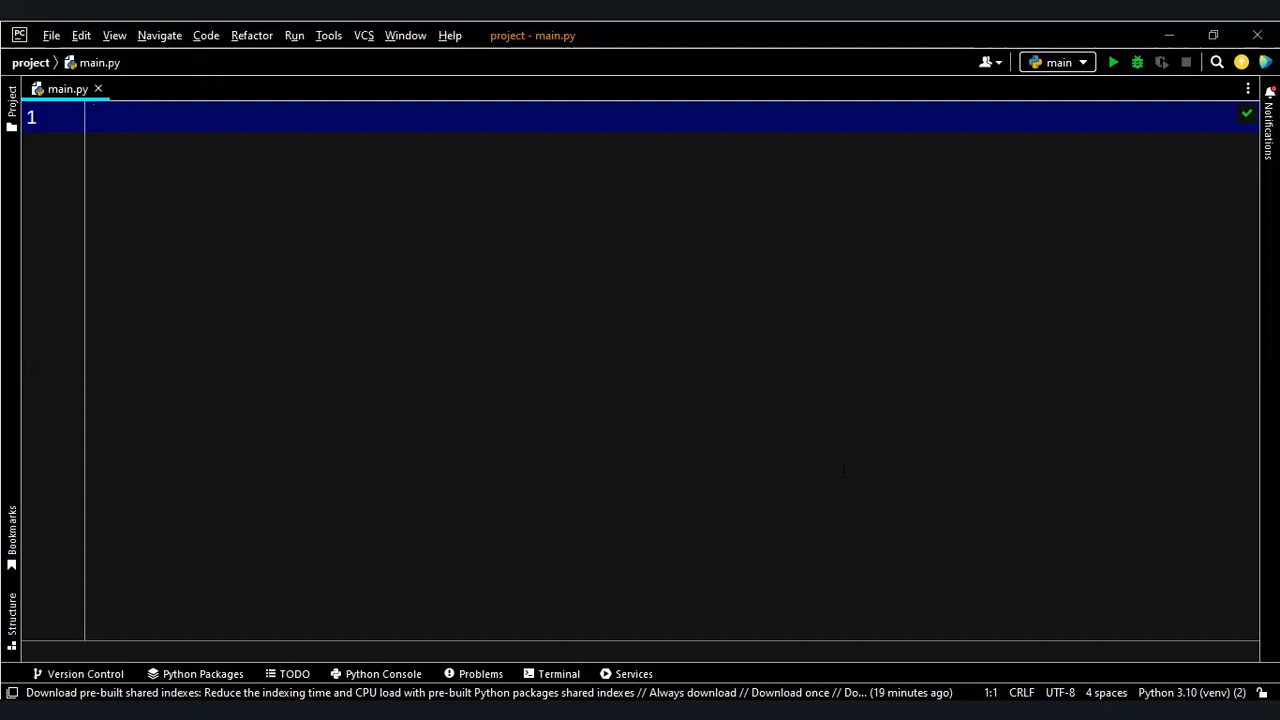 PC File Edit View Navigate Code Refactor Run Tools VCS Window Help project - main.py
project main.py main
main.py
1
Project
Notifications
Bookmarks
Structure
Version Control Python Packages TODO Python Console Problems Terminal Services
Download pre-built shared indexes: Reduce the indexing time and CPU load with pre-built Python packages shared indexes // Always download // Download once // Do... (19 minutes ago) 1:1 CRLF UTF-8 4 spaces Python 3.10 (venv) (2)